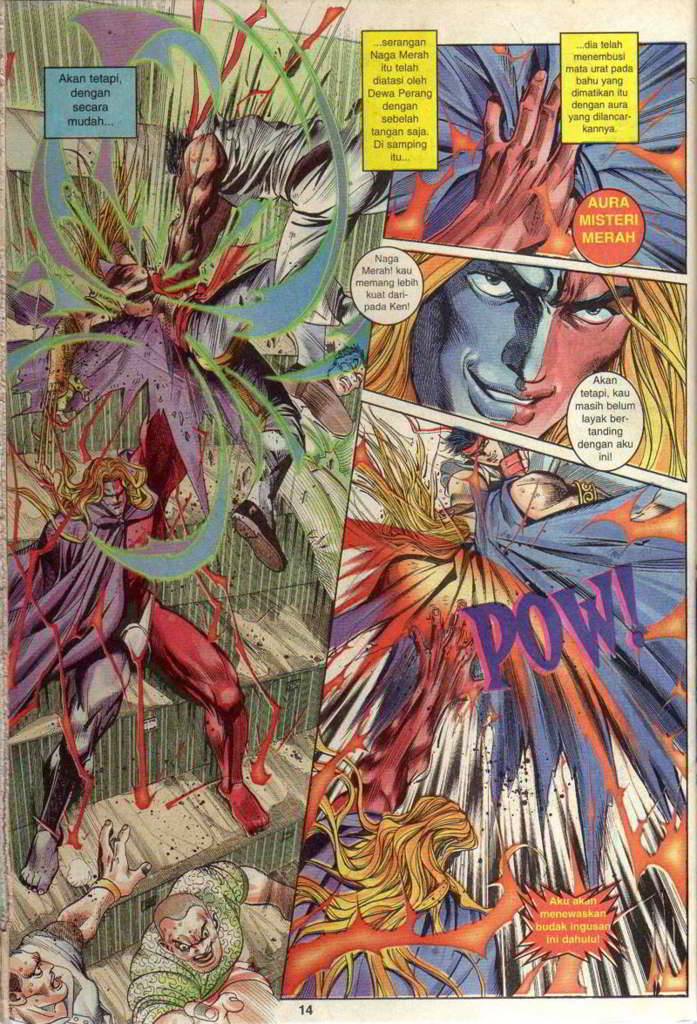 Akan tetapi,
dengan
secara
mudah...
...serangan
Naga Merah
itu telah
diatasi oleh
Dewa Perang
dengan
sebelah
tangan saja.
Di samping
itu...
...dia telah
menembusi
mata urat pada
bahu yang
dimatikan itu
dengan aura
yang dilancar-
kannya.
AURA
MISTERI
MERAH
Naga
Merah! kau
memang lebih
kuat dari-
pada Ken!
Akan
tetapi, kau
masih belum
layak ber-
tanding
dengan aku
ini!
POW!
Aku akan
menewaskan
budak ingusan
ini dahulu!
14